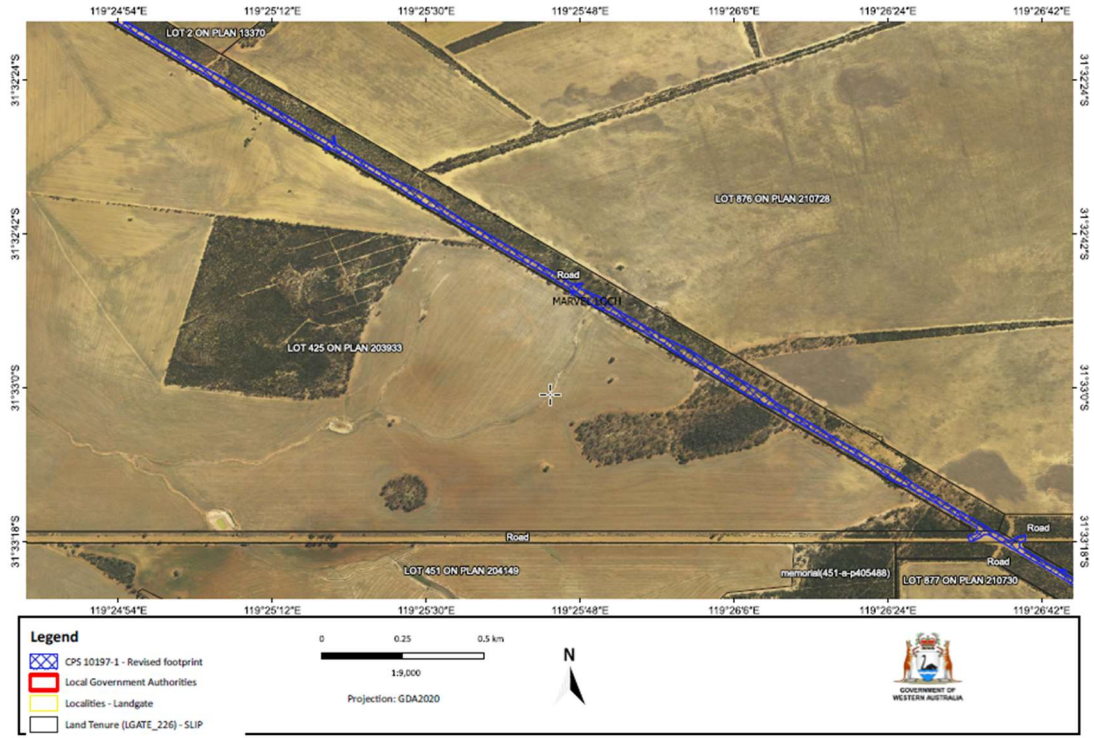 119°24'54"E 119°25'12"E 119°25'30"E 119°25'48"E 119°26'6"E 119°26'24"E 119°26'42"E
LOT 2 ON PLAN 13370
31°32'24"S 31°32'24"S
LOT 876 ON PLAN 210728
31°32'42"S 31°32'42"S
Road
MARVEL LOCH
LOT 425 ON PLAN 203933
31°33'0"S 31°33'0"S
Road
Road
31°33'18"S 31°33'18"S
Road
LOT 451 ON PLAN 204149
memorial(451-a-p405488)
LOT 877 ON PLAN 210730
119°24'54"E 119°25'12"E 119°25'30"E 119°25'48"E 119°26'6"E 119°26'24"E 119°26'42"E
Legend
CPS 10197-1 - Revised footprint
Local Government Authorities
Localities - Landgate
Land Tenure (LGATE_226) - SLIP
0 0.25 0.5 km
1:9,000
Projection: GDA2020
N
GOVERNMENT OF
WESTERN AUSTRALIA